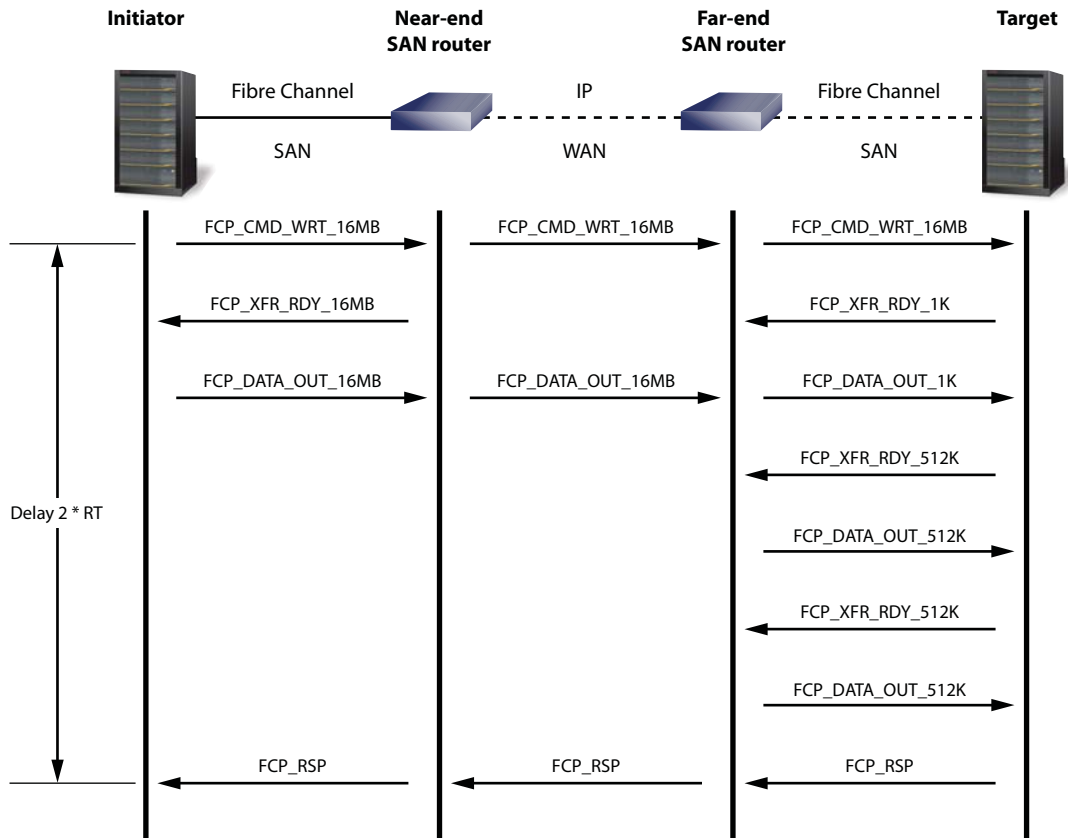 Initiator
Near-end
SAN router
Far-end
SAN router
Target
Fibre Channel
IP
Fibre Channel
SAN
WAN
SAN
FCP_CMD_WRT_16MB
FCP_CMD_WRT_16MB
FCP_CMD_WRT_16MB
FCP_XFR_RDY_16MB
FCP_XFR_RDY_1K
FCP_DATA_OUT_16MB
FCP_DATA_OUT_16MB
FCP_DATA_OUT_1K
FCP_XFR_RDY_512K
Delay 2 * RT
FCP_DATA_OUT_512K
FCP_XFR_RDY_512K
FCP_DATA_OUT_512K
FCP_RSP
FCP_RSP
FCP_RSP